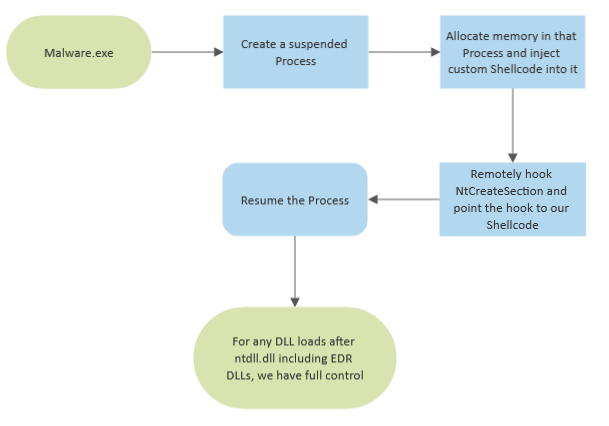 Malware.exe
Create a suspended
Process
Allocate memory in that
Process and inject
custom Shellcode into it
Remotely hook
NtCreateSection and
point the hook to our
Shellcode
Resume the Process
For any DLL loads after
ntdll.dll including EDR
DLLs, we have full control